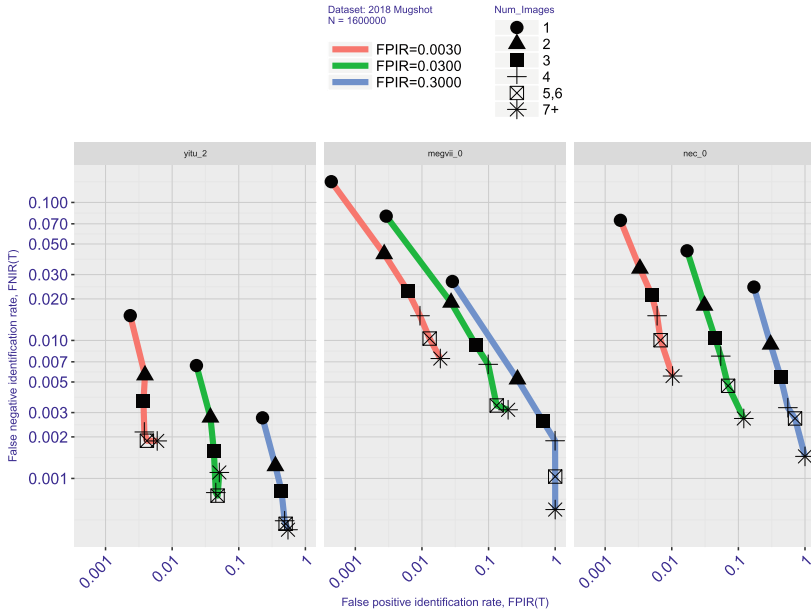 Dataset: 2018 Mugshot
N = 1600000
FPIR=0.0030
FPIR=0.0300
FPIR=0.3000
Num_Images
1
2
3
4
5,6
7+
yitu_2
megvii_0
nec_0
False negative identification rate, FNIR(T)
0.100
0.070
0.050
0.030
0.020
0.010
0.007
0.005
0.003
0.002
0.001
0.001
0.01
0.1
1
0.001
0.01
0.1
1
0.001
0.01
0.1
1
False positive identification rate, FPIR(T)